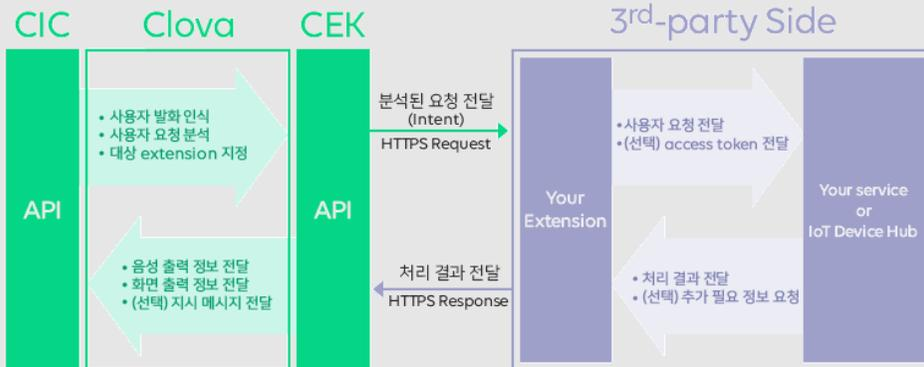 CIC
Clova
CEK
3rd-party Side
API
• 사용자 발화 인식
• 사용자 요청 분석
• 대상 extension 지정
• 음성 출력 정보 전달
• 화면 출력 정보 전달
• (선택) 지시 메시지 전달
API
분석된 요청 전달
(Intent)
HTTPS Request
처리 결과 전달
HTTPS Response
Your
Extension
• 사용자 요청 전달
• (선택) access token 전달
• 처리 결과 전달
• (선택) 추가 필요 정보 요청
Your service
or
IoT Device Hub